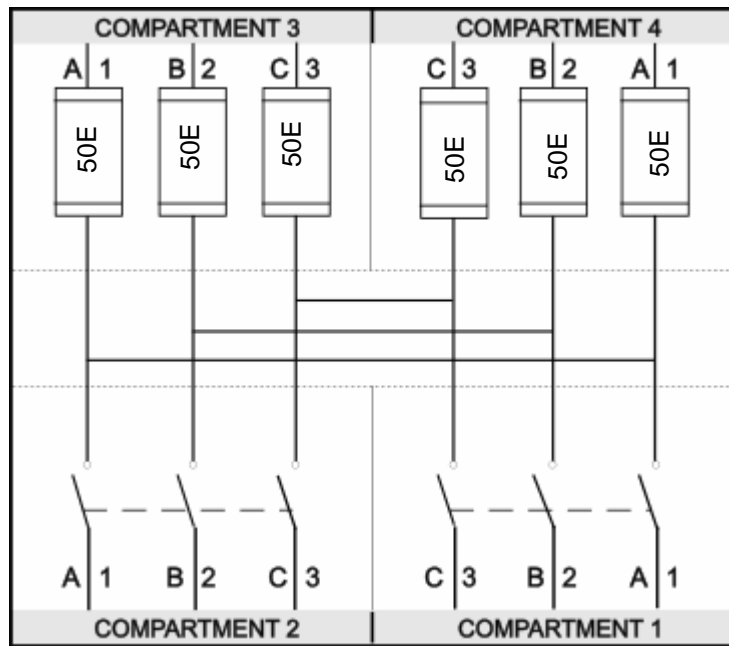 COMPARTMENT 3 COMPARTMENT 4
A 1 B 2 C 3 C 3 B 2 A 1
50E 50E 50E 50E 50E 50E
A 1 B 2 C 3 C 3 B 2 A 1
COMPARTMENT 2 COMPARTMENT 1